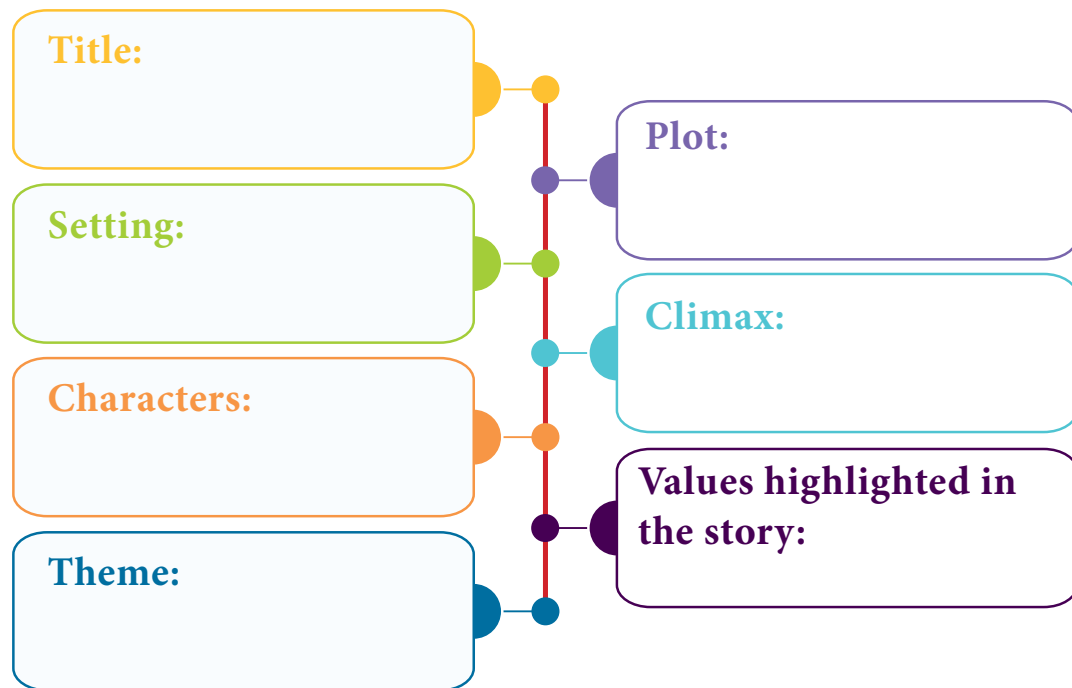 Title:
Setting:
Characters:
Theme:
Plot:
Climax:
Values highlighted in
the story: